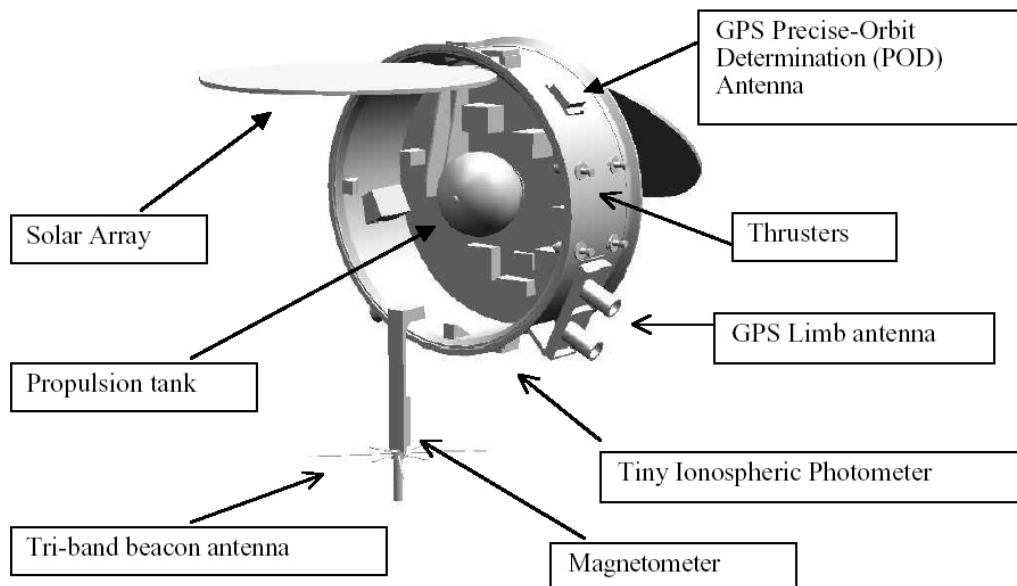 GPS Precise-Orbit
Determination (POD)
Antenna
Solar Array
Thrusters
GPS Limb antenna
Propulsion tank
Tiny Ionospheric Photometer
Tri-band beacon antenna
Magnetometer